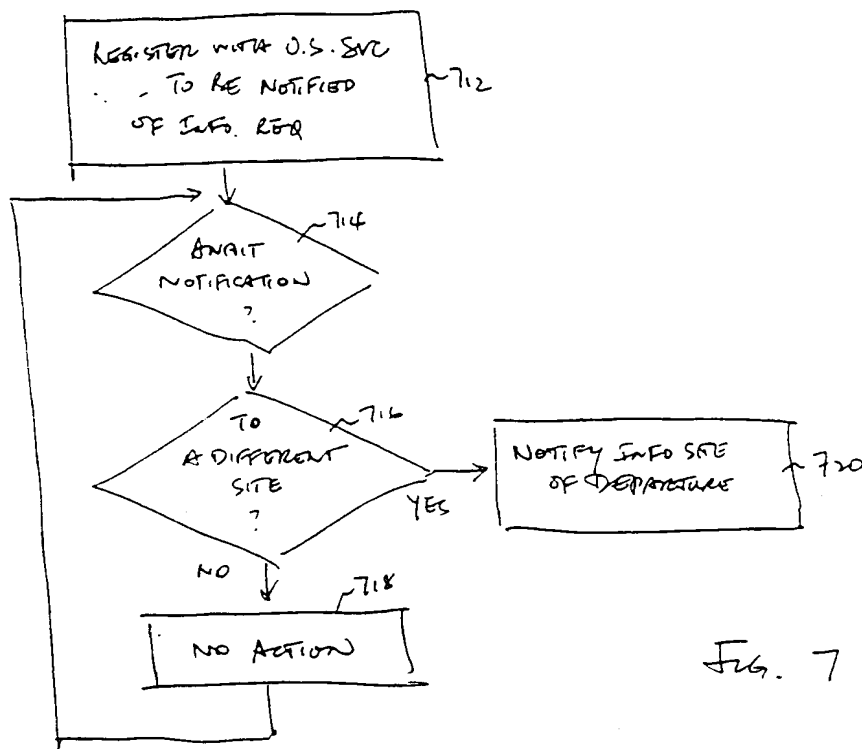 REGISTER WITH O.S. SVC
TO BE NOTIFIED
OF INFO. REQ
712
714
AWAIT
NOTIFICATION
?
716
TO
A DIFFERENT
SITE
?
YES
NOTIFY INFO SITE
OF DEPARTURE
720
NO
718
NO ACTION
FIG. 7